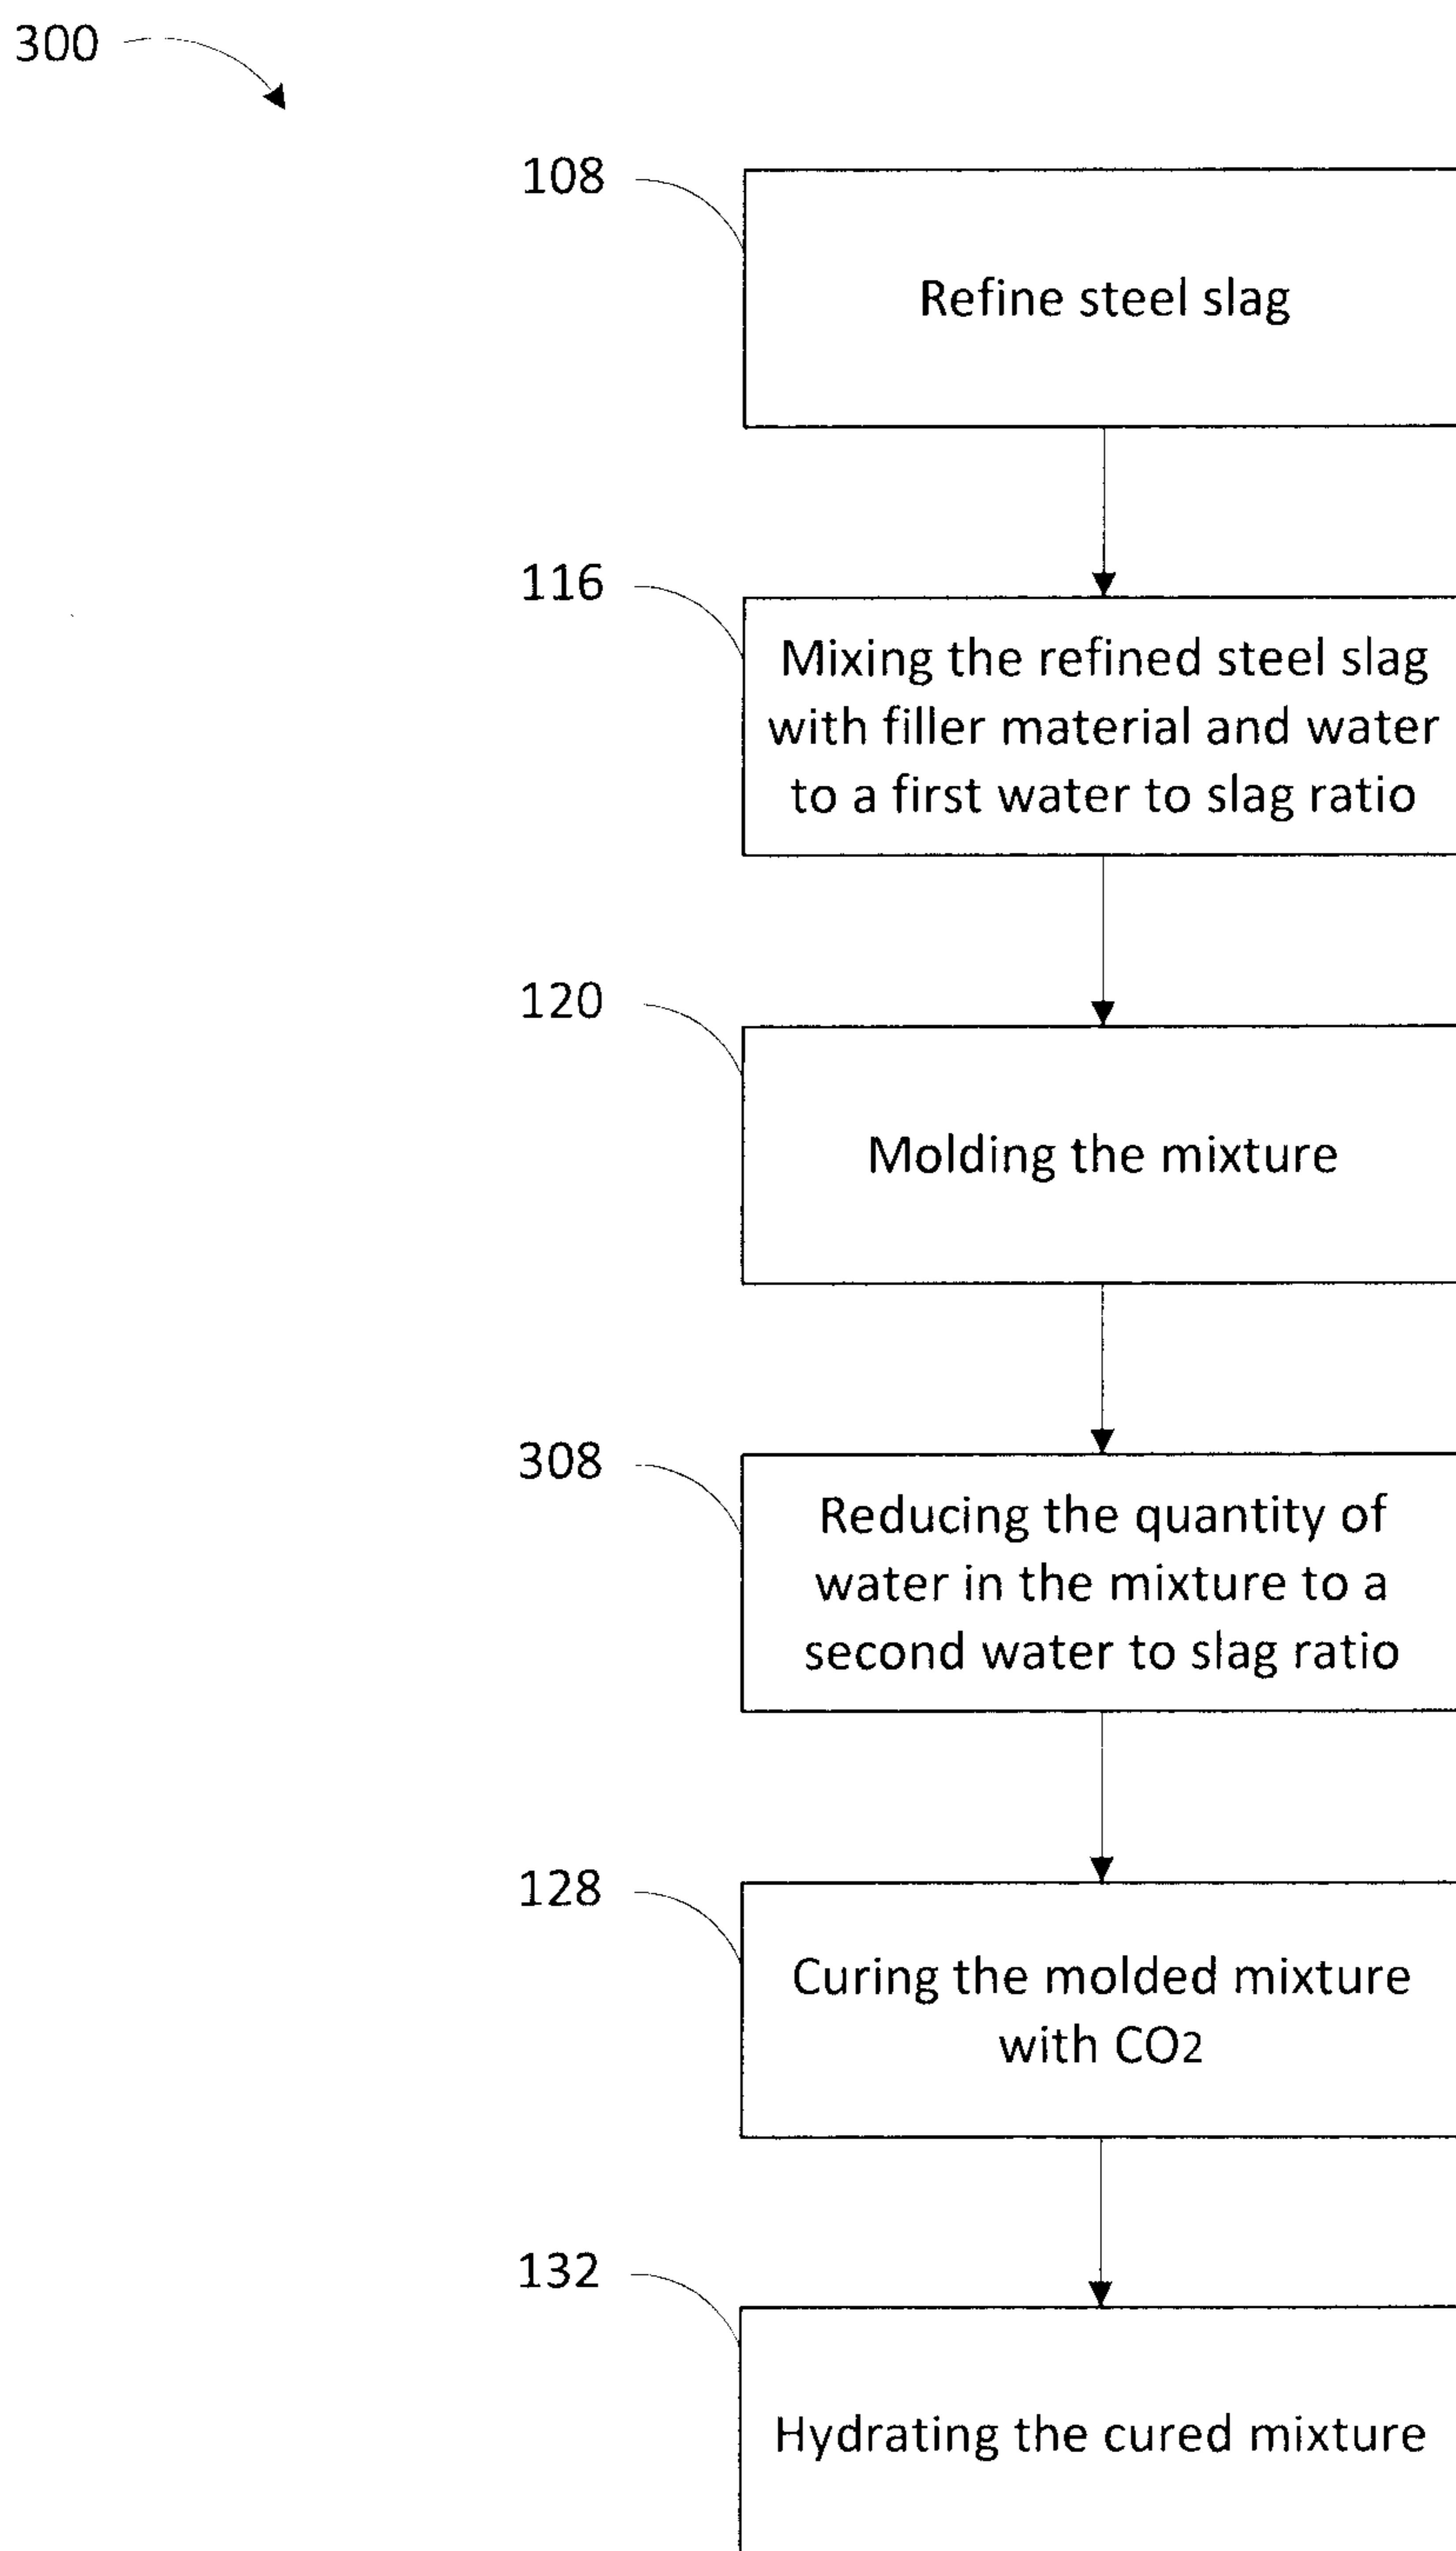 300
108
Refine steel slag
116
Mixing the refined steel slag
with filler material and water
to a first water to slag ratio
120
Molding the mixture
308
Reducing the quantity of
water in the mixture to a
second water to slag ratio
128
Curing the molded mixture
with CO2
132
Hydrating the cured mixture